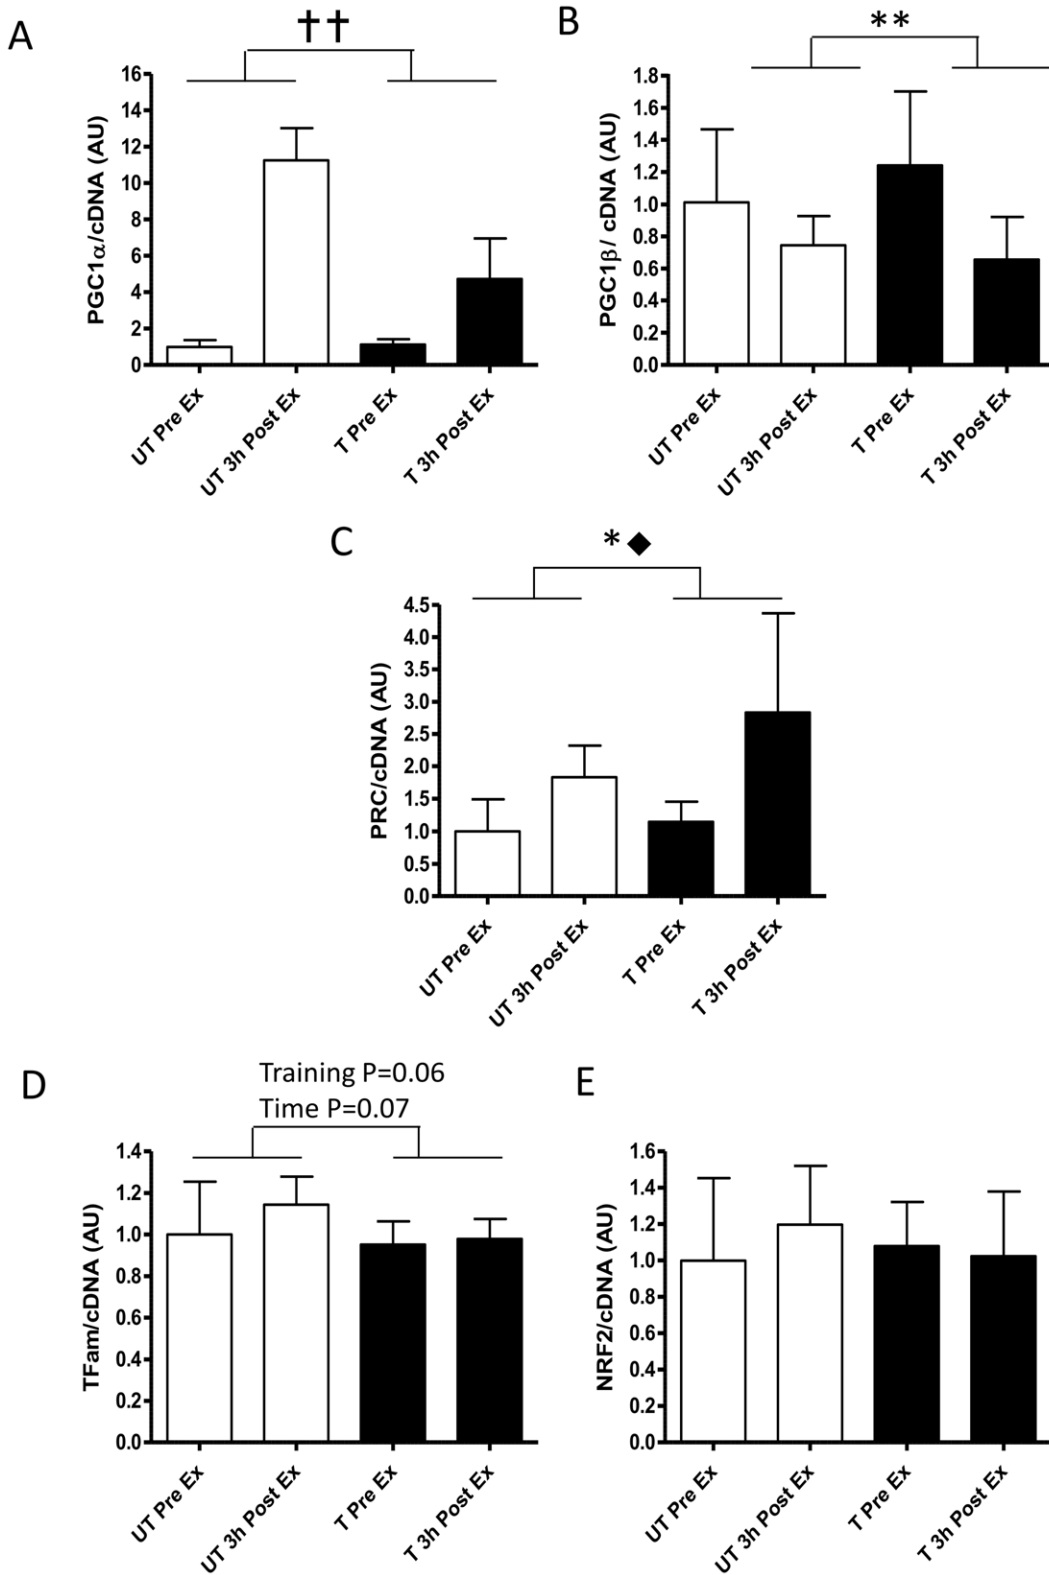 A
††
PGC1α/cDNA (AU)
16
14
12
10
8
6
4
2
0
UT Pre Ex
UT 3h Post Ex
T Pre Ex
T 3h Post Ex
B
**
PGC1β/ cDNA (AU)
1.8
1.6
1.4
1.2
1.0
0.8
0.6
0.4
0.2
0.0
UT Pre Ex
UT 3h Post Ex
T Pre Ex
T 3h Post Ex
C
*◆
PRC/cDNA (AU)
4.5
4.0
3.5
3.0
2.5
2.0
1.5
1.0
0.5
0.0
UT Pre Ex
UT 3h Post Ex
T Pre Ex
T 3h Post Ex
D
Training P=0.06
Time P=0.07
TFam/cDNA (AU)
1.4
1.2
1.0
0.8
0.6
0.4
0.2
0.0
UT Pre Ex
UT 3h Post Ex
T Pre Ex
T 3h Post Ex
E
NRF2/cDNA (AU)
1.6
1.4
1.2
1.0
0.8
0.6
0.4
0.2
0.0
UT Pre Ex
UT 3h Post Ex
T Pre Ex
T 3h Post Ex